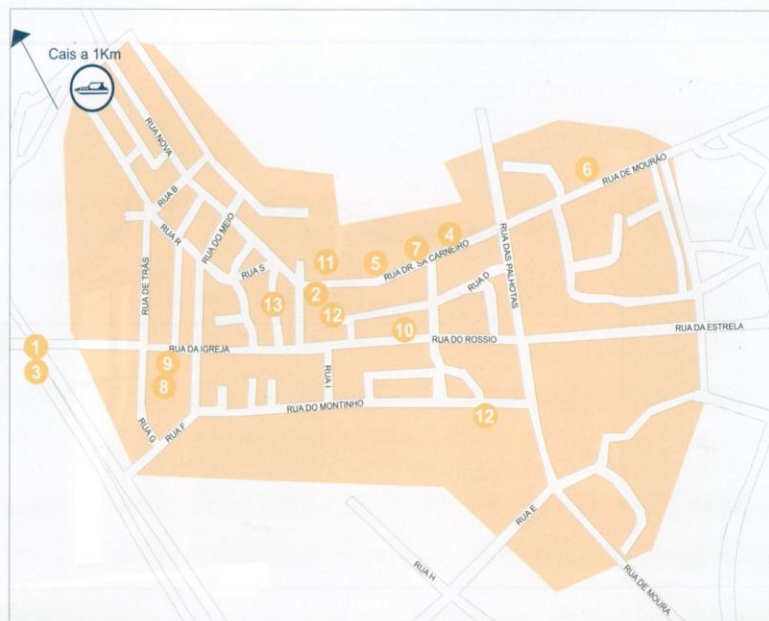 Cais a 1Km
RUA NOVA
RUA B
RUA R
RUA DO MEIO
RUA DE TRÁS
RUA S
11
5
7
4
6
RUA DE MOURÃO
RUA DR. SA CARNEIRO
RUA DAS PALHOTAS
RUA D
2
13
12
10
1
3
RUA DA IGREJA
RUA DO ROSSIO
RUA DA ESTRELA
9
8
RUA I
RUA G
RUA F
RUA DO MONTINHO
12
RUA E
RUA H
RUA DE MOURA